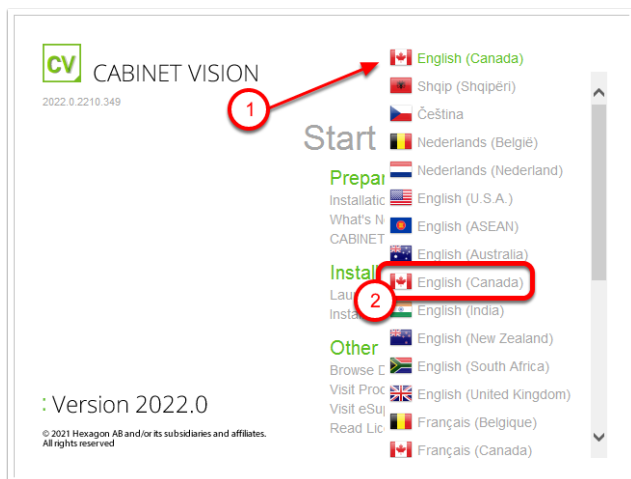 CV CABINET VISION
2022.0.2210.349
1
English (Canada)
Shqip (Shqipëri)
Čeština
Start
Nederlands (België)
Nederlands (Nederland)
Prepar
Installatio
English (U.S.A.)
What's N
English (ASEAN)
CABINET
English (Australia)
Install
English (Canada)
2
Lau
Insta
English (India)
English (New Zealand)
Other
Browse D
English (South Africa)
Visit Proc
English (United Kingdom)
Visit eSup
Français (Belgique)
Read Lic
Français (Canada)
: Version 2022.0
© 2021 Hexagon AB and/or its subsidiaries and affiliates.
All rights reserved